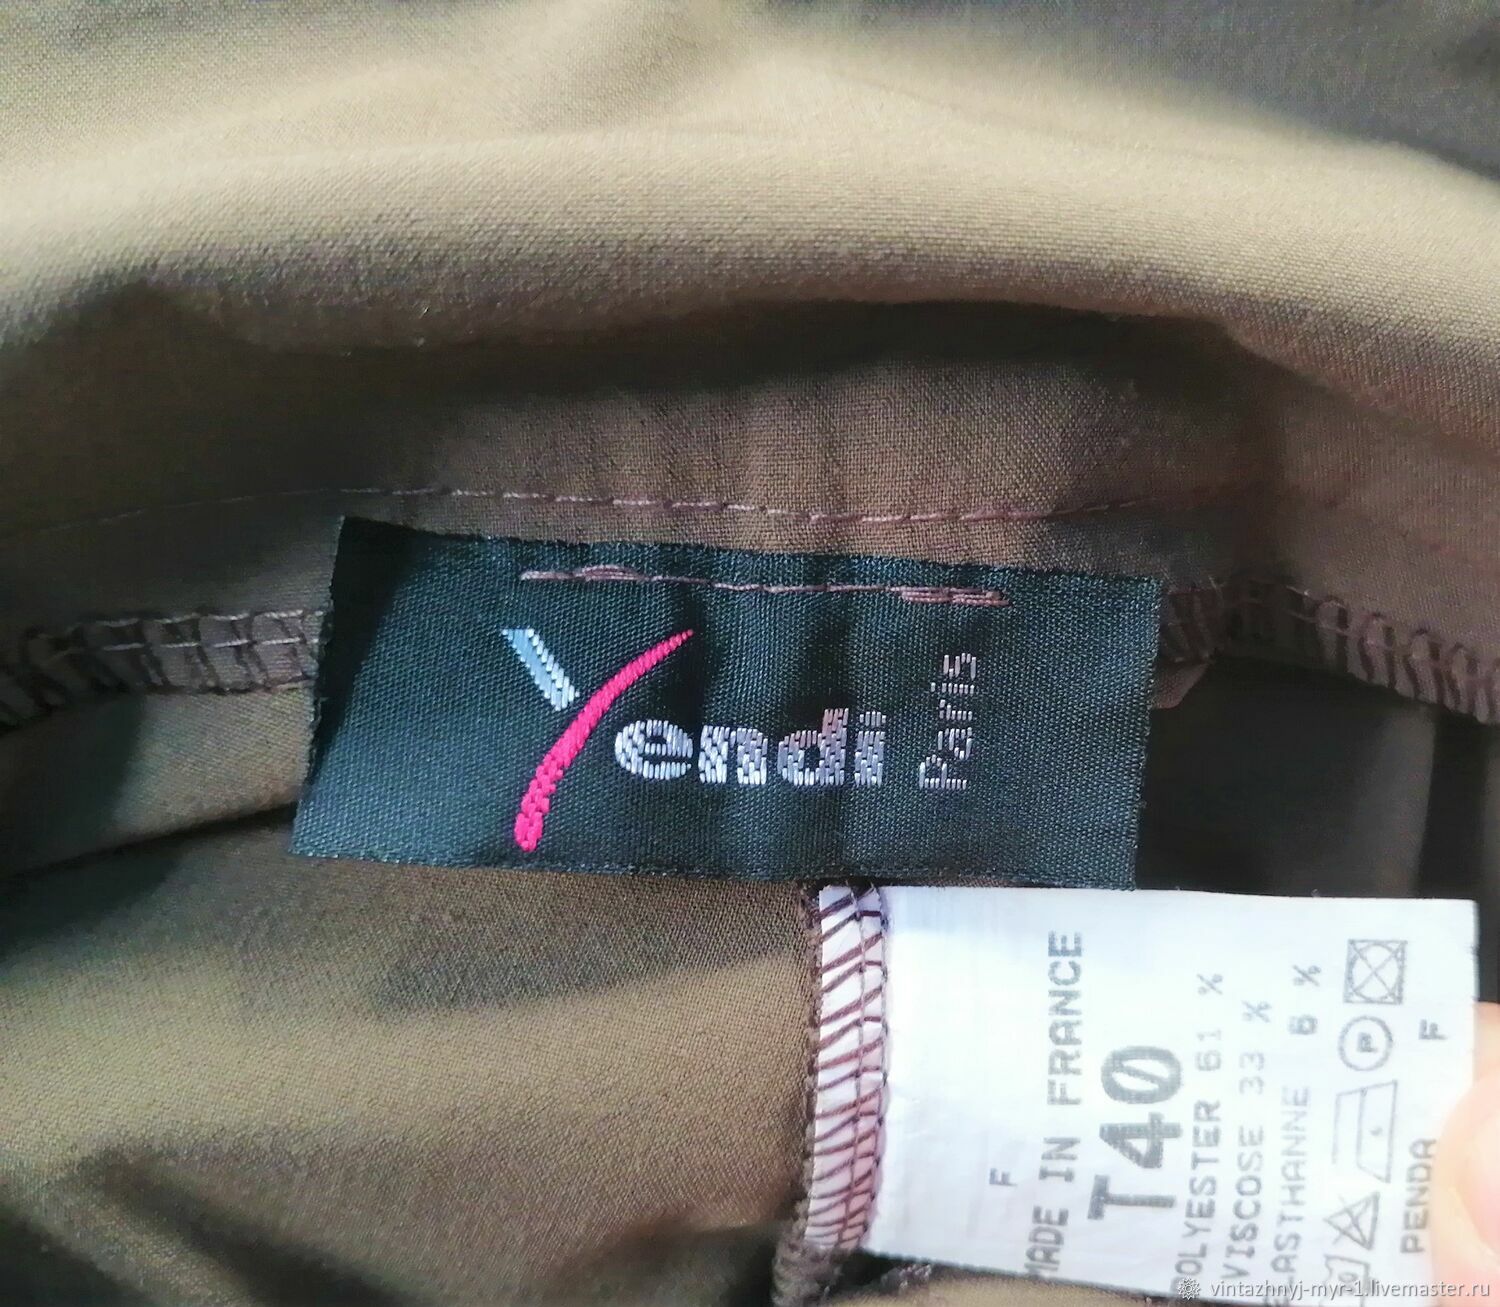 Yendi
Paris
F
MADE IN FRANCE
T40
POLYESTER 61 %
VISCOSE 33 %
ELASTHANNE 6 %
PENDA F
vintazhnyj-myr-1.livemaster.ru